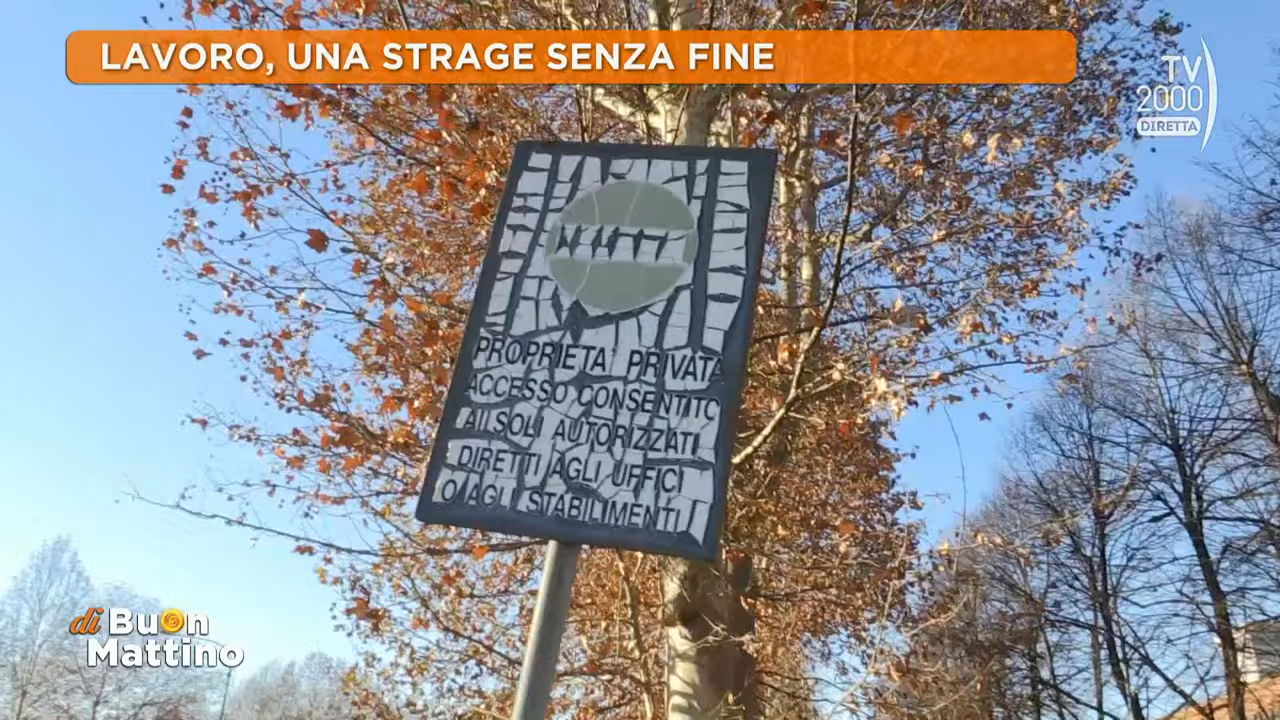 LAVORO, UNA STRAGE SENZA FINE
TV
2000
DIRETTA
PROPRIETA' PRIVATA
ACCESSO CONSENTITO
AI SOLI AUTORIZZATI
DIRETTI AGLI UFFICI
O AGLI STABILIMENTI
di Buon
Mattino